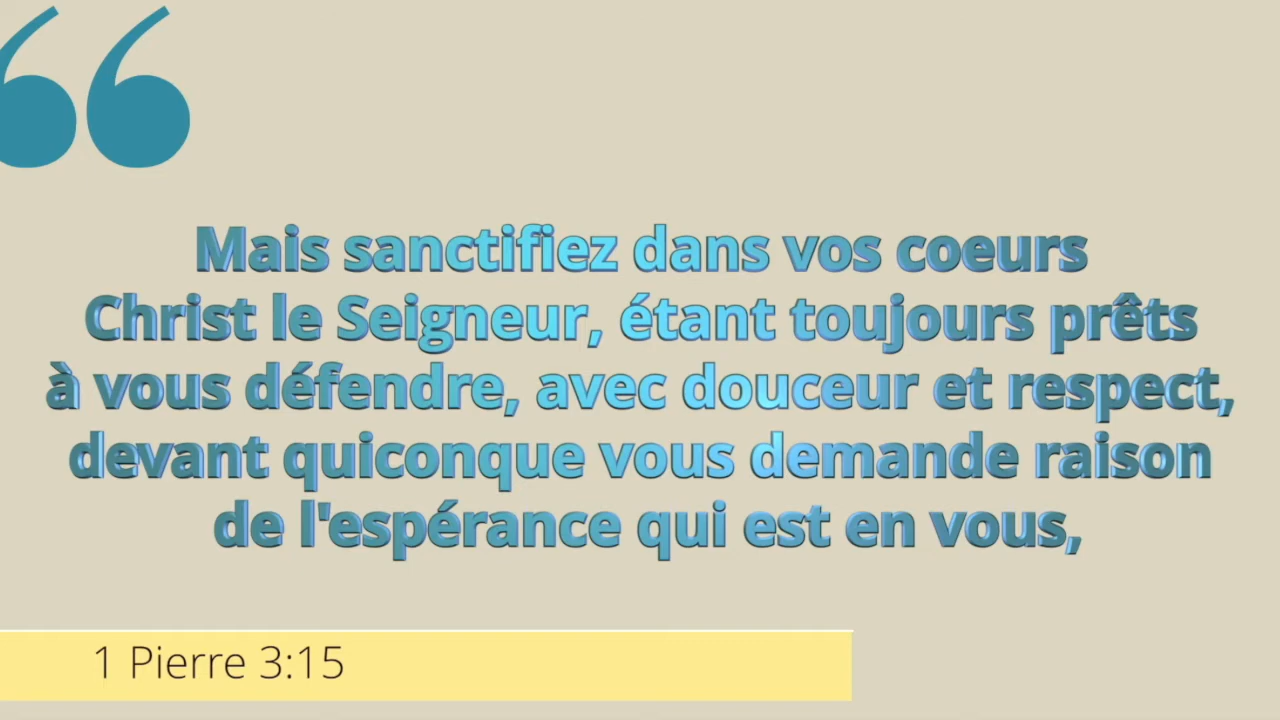 Mais sanctifiez dans vos coeurs
Christ le Seigneur, étant toujours prêts
à vous défendre, avec douceur et respect,
devant quiconque vous demande raison
de l'espérance qui est en vous,
1 Pierre 3:15